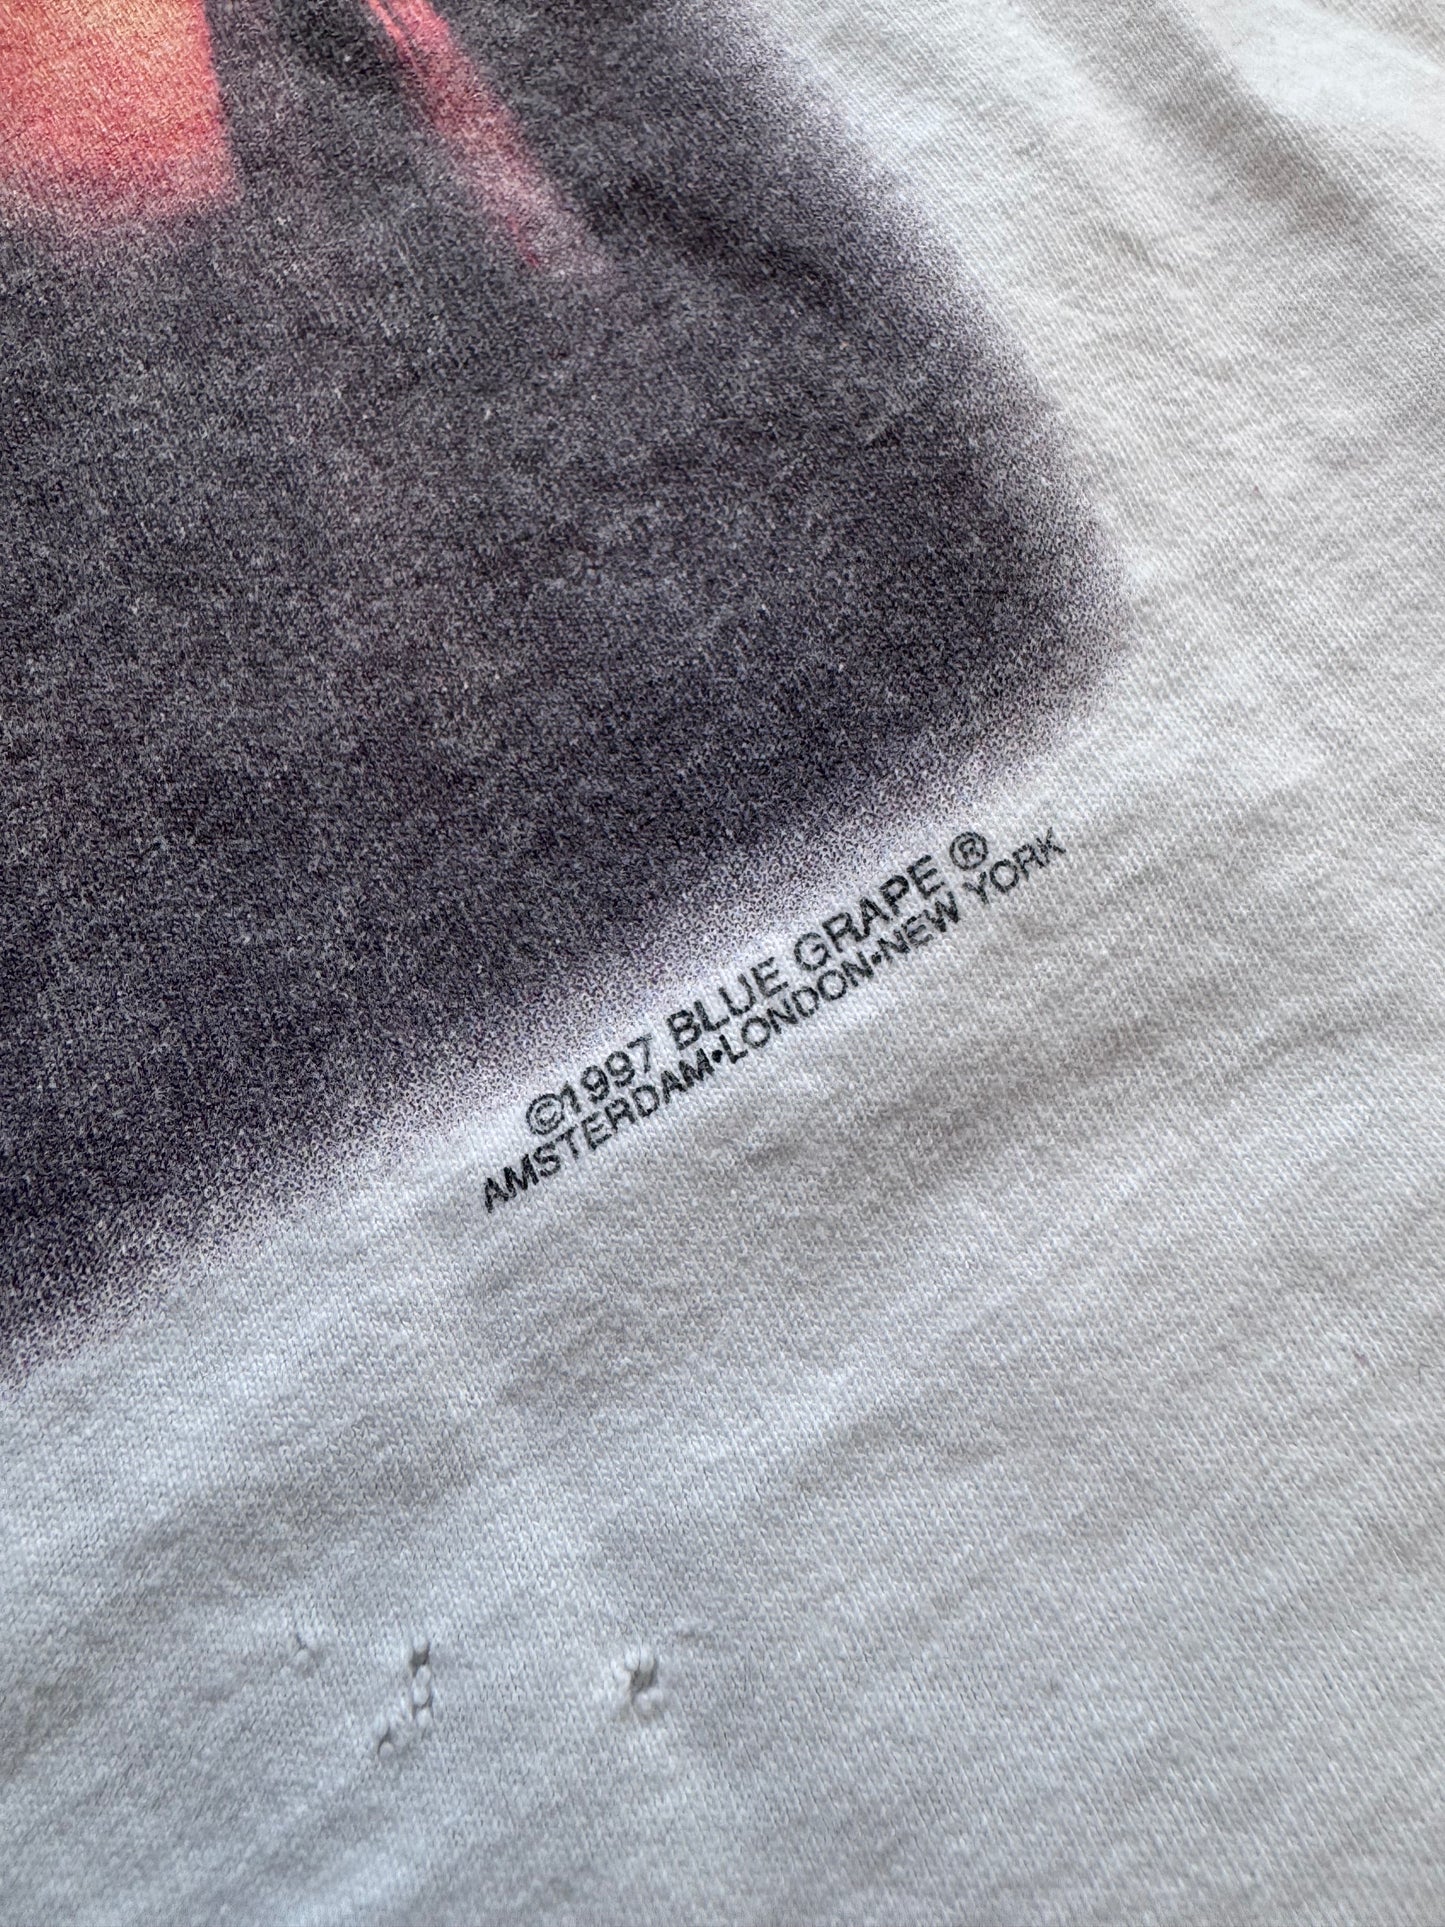 ©1997 BLUE GRAPE ®
AMSTERDAM•LONDON•NEW YORK